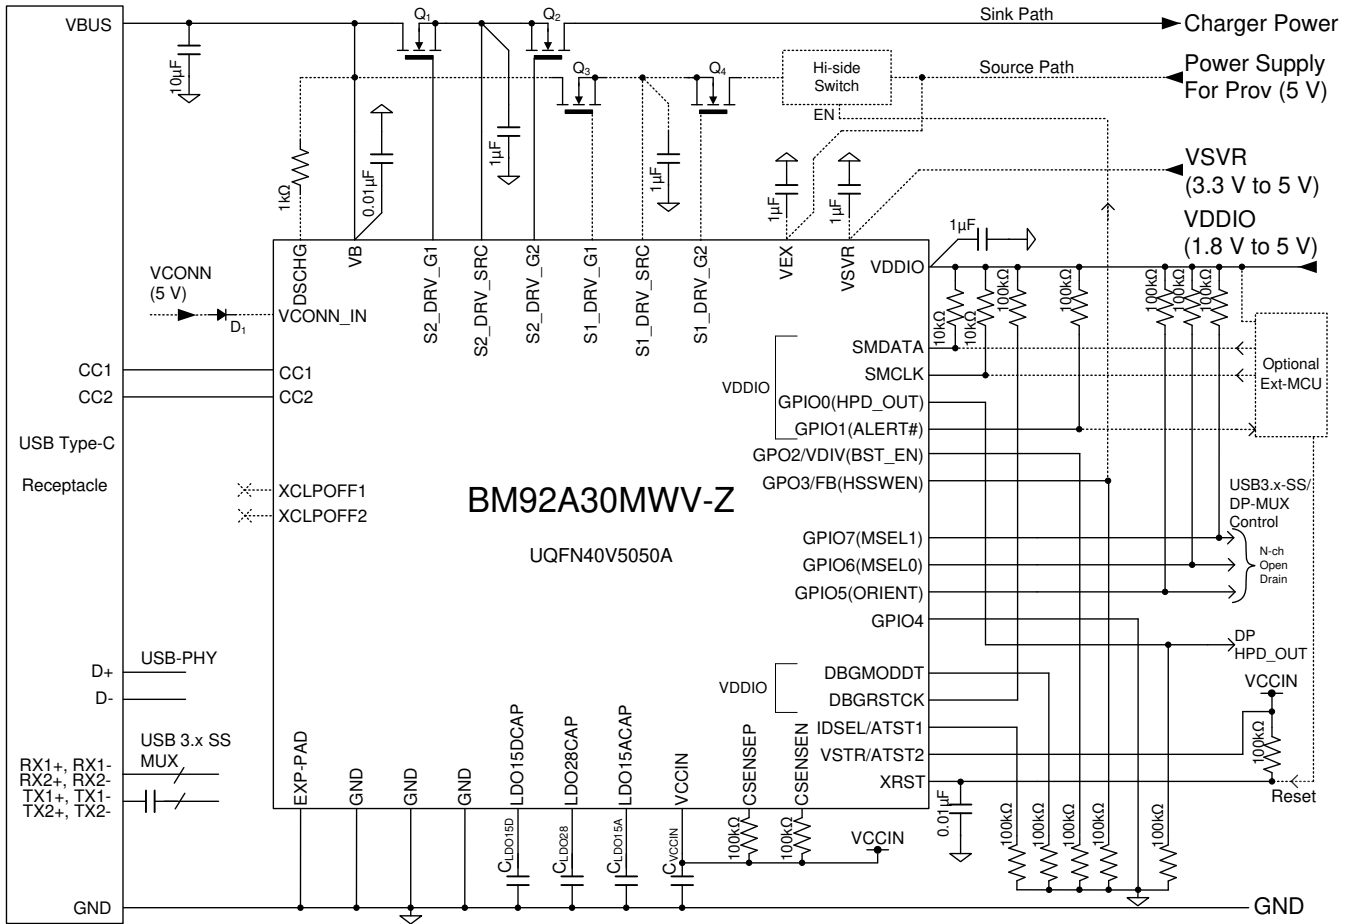 VBUS
10µF
Q1
Q2
Sink Path
Charger Power
Q3
Q4
Hi-side
Switch
EN
Source Path
Power Supply
For Prov (5 V)
1kΩ
0.01µF
1µF
1µF
1µF
1µF
VSVR
(3.3 V to 5 V)
VDDIO
(1.8 V to 5 V)
1µF
DSCHG
VB
S2_DRV_G1
S2_DRV_SRC
S2_DRV_G2
S1_DRV_G1
S1_DRV_SRC
S1_DRV_G2
VEX
VSVR
VDDIO
VCONN
(5 V)
D1
VCONN_IN
10kΩ
10kΩ
100kΩ
100kΩ
100kΩ
100kΩ
100kΩ
CC1
CC1
CC2
CC2
VDDIO
SMDATA
SMCLK
GPIO0(HPD_OUT)
GPIO1(ALERT#)
Optional
Ext-MCU
USB Type-C
Receptacle
XCLPOFF1
XCLPOFF2
BM92A30MWV-Z
UQFN40V5050A
GPO2/VDIV(BST_EN)
GPO3/FB(HSSWEN)
GPIO7(MSEL1)
GPIO6(MSEL0)
GPIO5(ORIENT)
GPIO4
USB3.x-SS/
DP-MUX
Control
N-ch
Open
Drain
DP
HPD_OUT
D+
USB-PHY
D-
VDDIO
DBGMODDT
DBGRSTCK
IDSEL/ATST1
VSTR/ATST2
XRST
VCCIN
100kΩ
Reset
USB 3.x SS
MUX
RX1+, RX1-
RX2+, RX2-
TX1+, TX1-
TX2+, TX2-
EXP-PAD
GND
GND
GND
LDO15DCAP
LDO28CAP
LDO15ACAP
VCCIN
CSENSEP
CSENSEN
CLDO15D
CLDO28
CLDO15A
CVCCIN
100kΩ
100kΩ
VCCIN
0.01µF
100kΩ
100kΩ
100kΩ
100kΩ
100kΩ
GND
GND